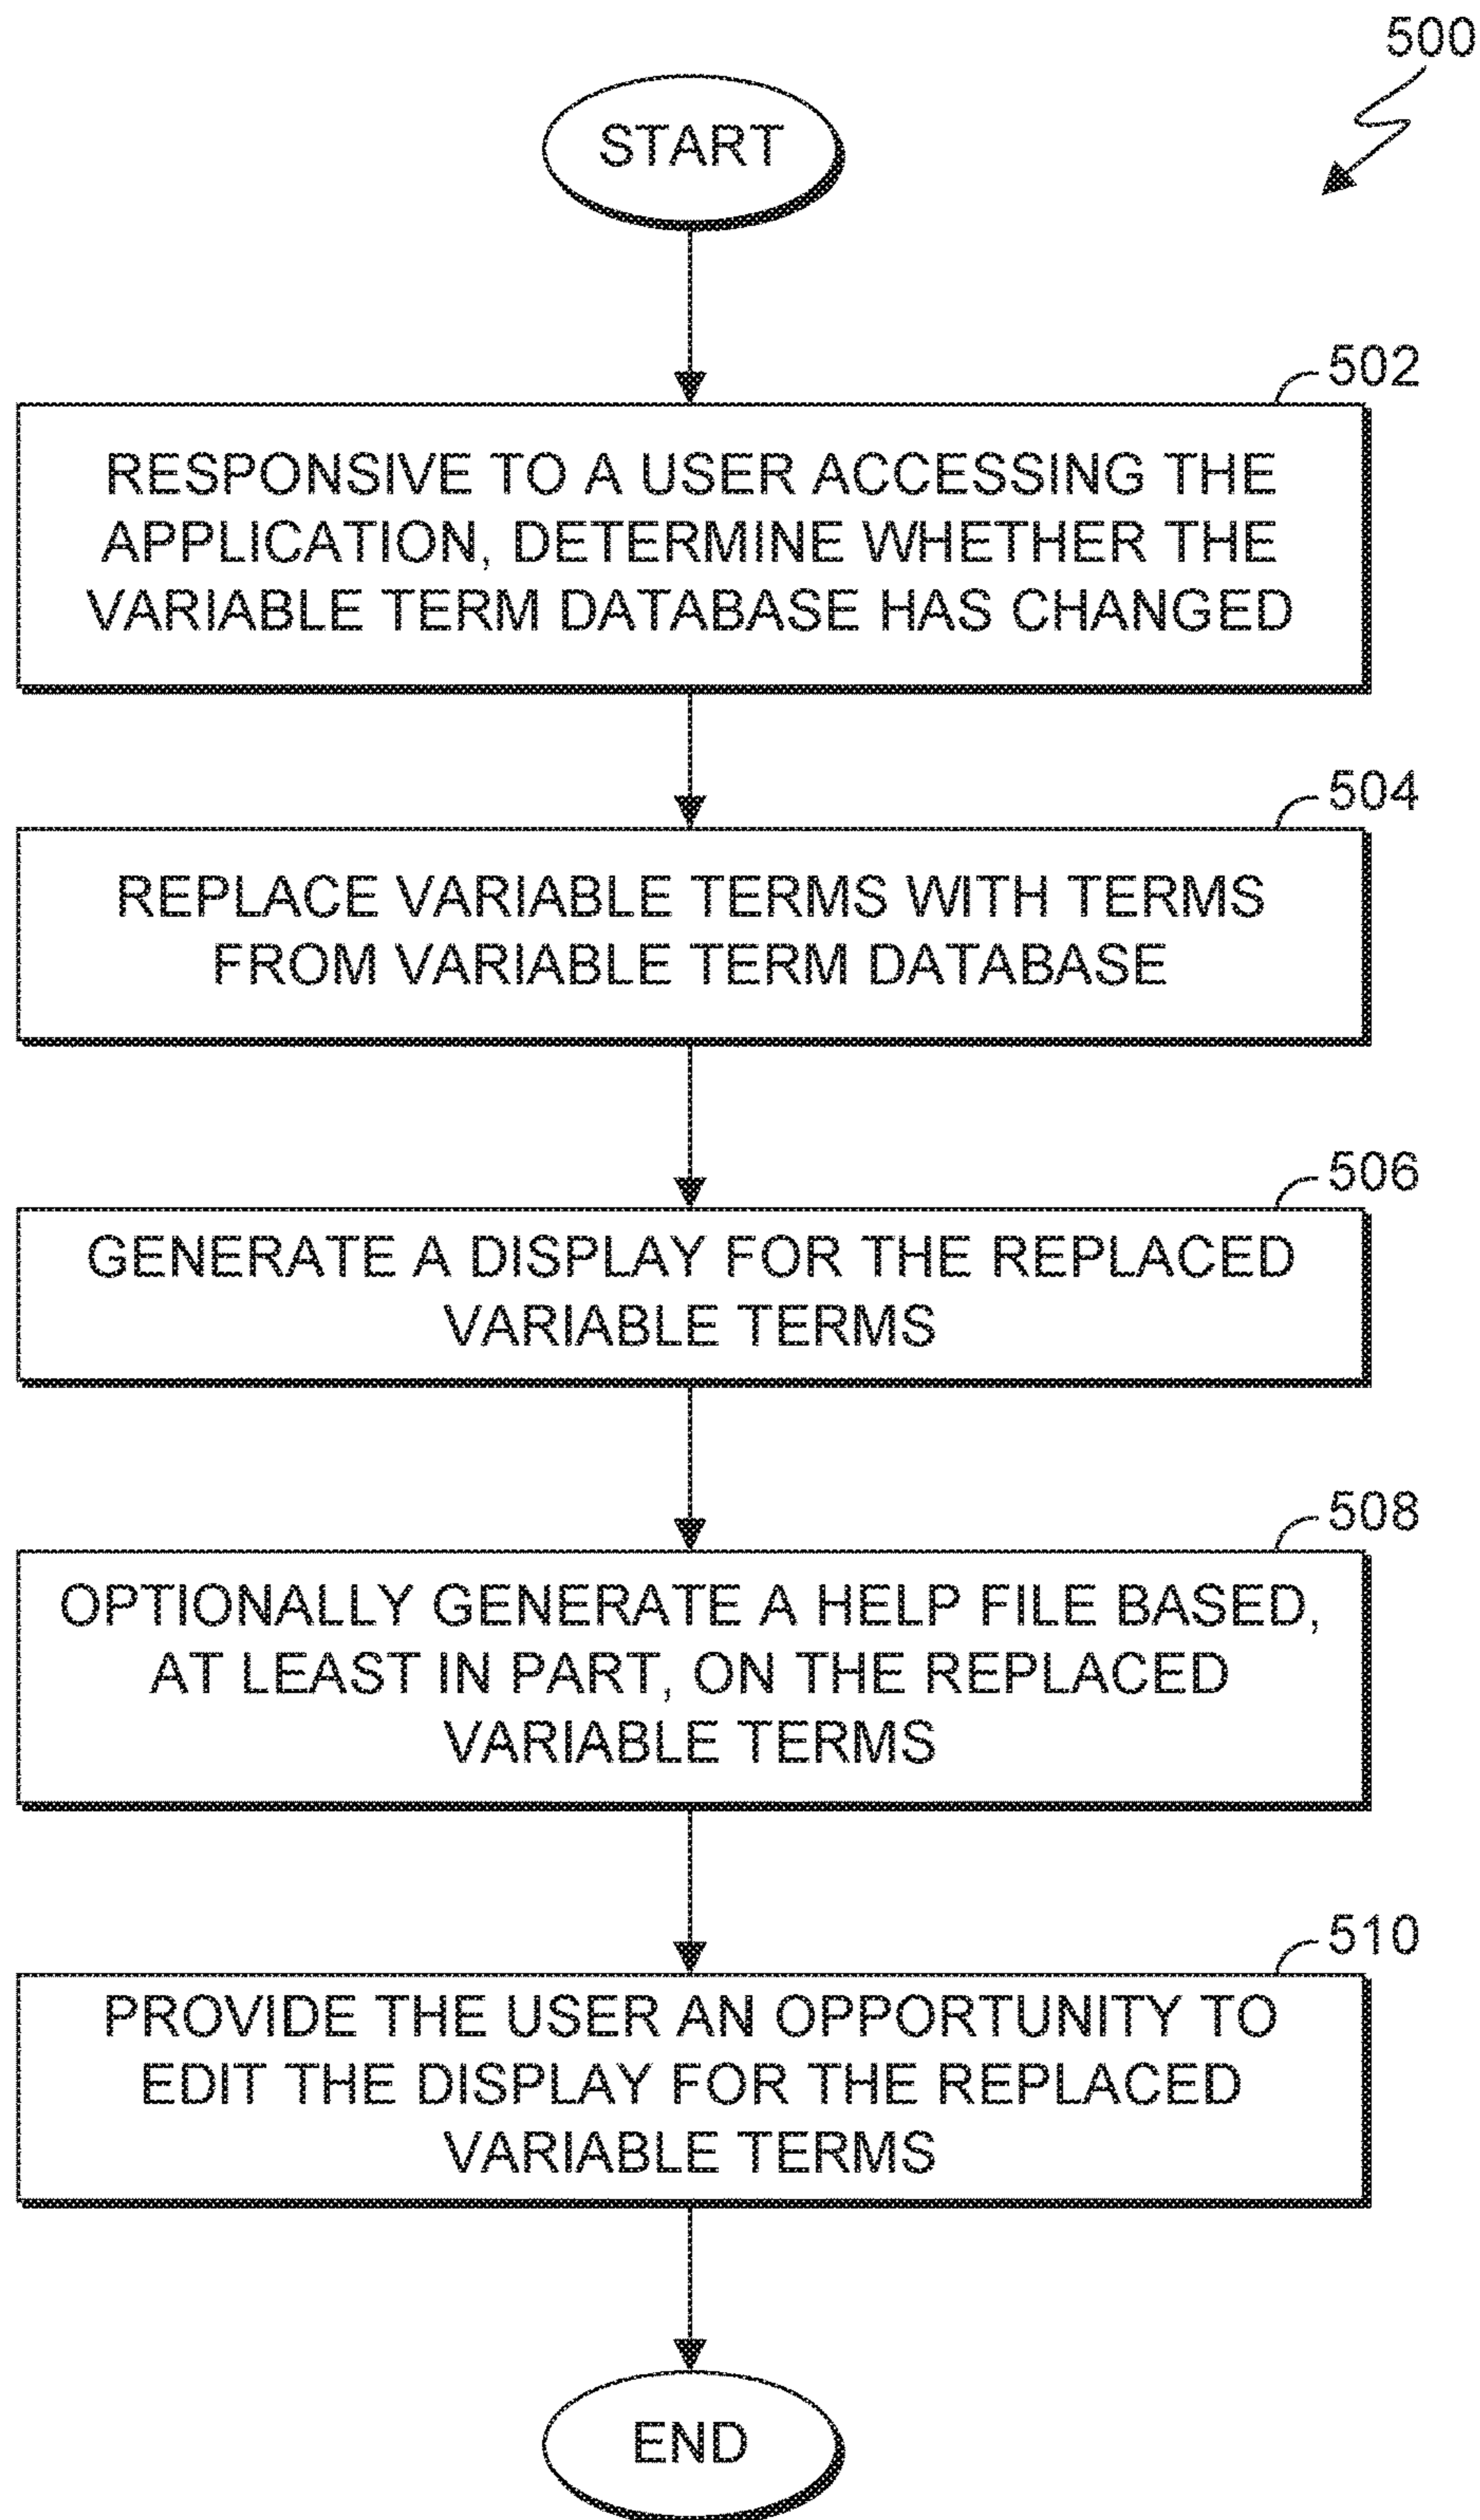 500
START
502
RESPONSIVE TO A USER ACCESSING THE
APPLICATION, DETERMINE WHETHER THE
VARIABLE TERM DATABASE HAS CHANGED
504
REPLACE VARIABLE TERMS WITH TERMS
FROM VARIABLE TERM DATABASE
506
GENERATE A DISPLAY FOR THE REPLACED
VARIABLE TERMS
508
OPTIONALLY GENERATE A HELP FILE BASED,
AT LEAST IN PART, ON THE REPLACED
VARIABLE TERMS
510
PROVIDE THE USER AN OPPORTUNITY TO
EDIT THE DISPLAY FOR THE REPLACED
VARIABLE TERMS
END